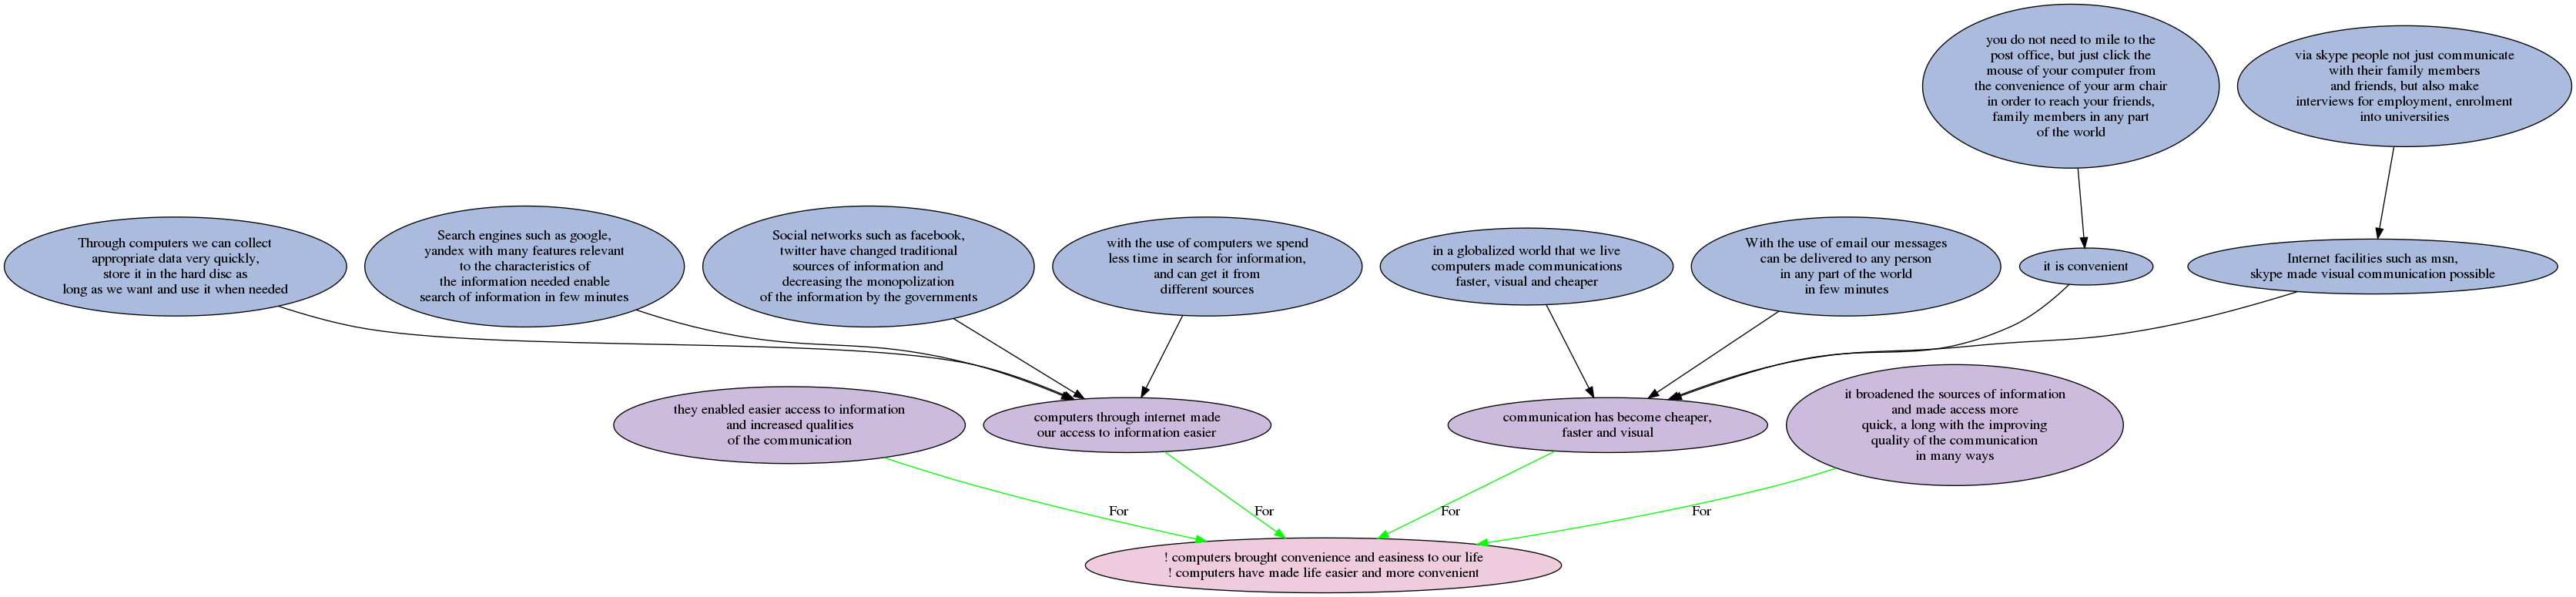 you do not need to mile to the
post office, but just click the
mouse of your computer from
the convenience of your arm chair
in order to reach your friends,
family members in any part
of the world
via skype people not just communicate
with their family members
and friends, but also make
interviews for employment, enrolment
into universities
Through computers we can collect
appropriate data very quickly,
store it in the hard disc as
long as we want and use it when needed
Search engines such as google,
yandex with many features relevant
to the characteristics of
the information needed enable
search of information in few minutes
Social networks such as facebook,
twitter have changed traditional
sources of information and
decreasing the monopolization
of the information by the governments
with the use of computers we spend
less time in search for information,
and can get it from
different sources
in a globalized world that we live
computers made communications
faster, visual and cheaper
With the use of email our messages
can be delivered to any person
in any part of the world
in few minutes
it is convenient
Internet facilities such as msn,
skype made visual communication possible
they enabled easier access to information
and increased qualities
of the communication
computers through internet made
our access to information easier
communication has become cheaper,
faster and visual
it broadened the sources of information
and made access more
quick, a long with the improving
quality of the communication
in many ways
For
For
For
For
! computers brought convenience and easiness to our life
! computers have made life easier and more convenient